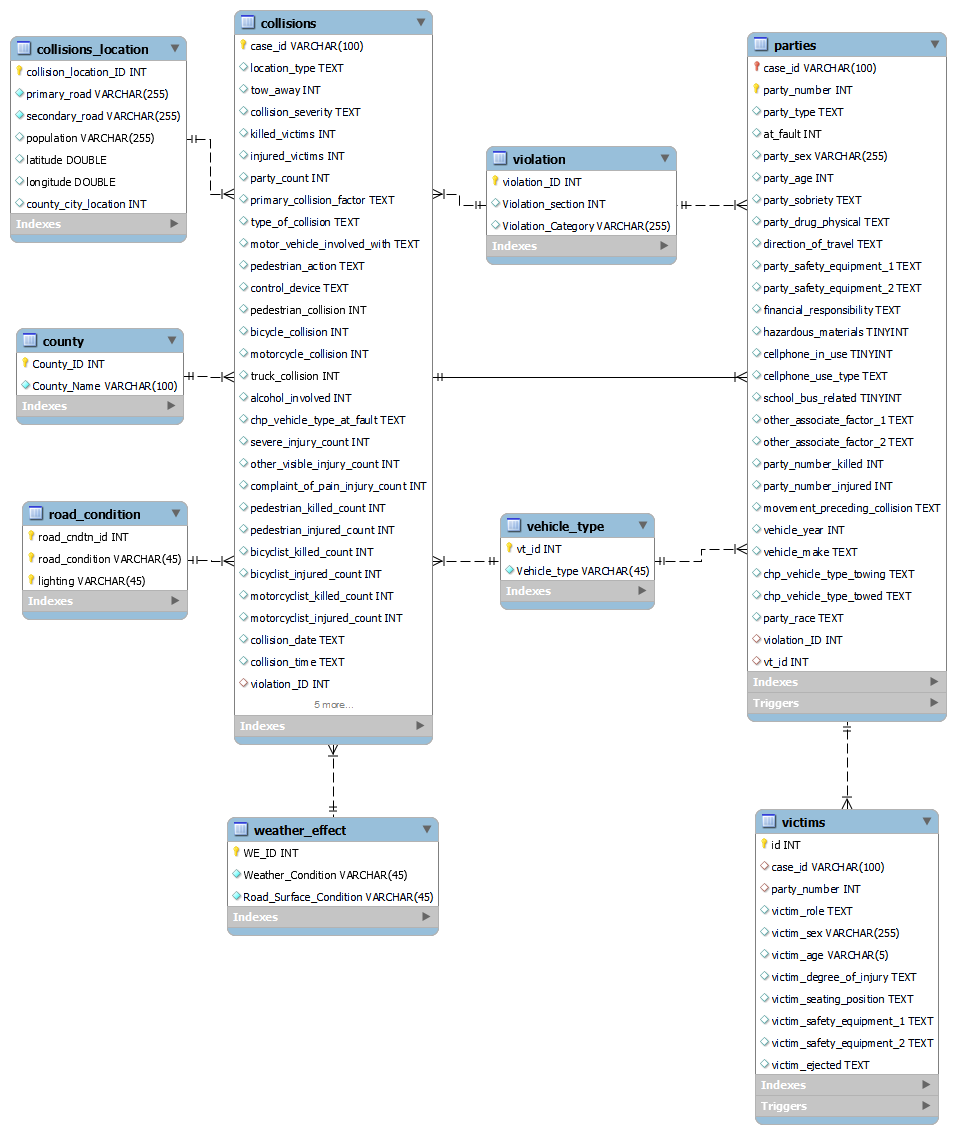 collisions_location
collision_location_ID INT
primary_road VARCHAR(255)
secondary_road VARCHAR(255)
population VARCHAR(255)
latitude DOUBLE
longitude DOUBLE
county_city_location INT
Indexes
county
County_ID INT
County_Name VARCHAR(100)
Indexes
road_condition
road_cndtn_id INT
road_condition VARCHAR(45)
lighting VARCHAR(45)
Indexes
collisions
case_id VARCHAR(100)
location_type TEXT
tow_away INT
collision_severity TEXT
killed_victims INT
injured_victims INT
party_count INT
primary_collision_factor TEXT
type_of_collision TEXT
motor_vehicle_involved_with TEXT
pedestrian_action TEXT
control_device TEXT
pedestrian_collision INT
bicycle_collision INT
motorcycle_collision INT
truck_collision INT
alcohol_involved INT
chp_vehicle_type_at_fault TEXT
severe_injury_count INT
other_visible_injury_count INT
complaint_of_pain_injury_count INT
pedestrian_killed_count INT
pedestrian_injured_count INT
bicyclist_killed_count INT
bicyclist_injured_count INT
motorcyclist_killed_count INT
motorcyclist_injured_count INT
collision_date TEXT
collision_time TEXT
violation_ID INT
5 more...
Indexes
weather_effect
WE_ID INT
Weather_Condition VARCHAR(45)
Road_Surface_Condition VARCHAR(45)
Indexes
violation
violation_ID INT
Violation_section INT
Violation_Category VARCHAR(255)
Indexes
vehicle_type
vt_id INT
Vehicle_type VARCHAR(45)
Indexes
parties
case_id VARCHAR(100)
party_number INT
party_type TEXT
at_fault INT
party_sex VARCHAR(255)
party_age INT
party_sobriety TEXT
party_drug_physical TEXT
direction_of_travel TEXT
party_safety_equipment_1 TEXT
party_safety_equipment_2 TEXT
financial_responsibility TEXT
hazardous_materials TINYINT
cellphone_in_use TINYINT
cellphone_use_type TEXT
school_bus_related TINYINT
other_associate_factor_1 TEXT
other_associate_factor_2 TEXT
party_number_killed INT
party_number_injured INT
movement_preceding_collision TEXT
vehicle_year INT
vehicle_make TEXT
chp_vehicle_type_towing TEXT
chp_vehicle_type_towed TEXT
party_race TEXT
violation_ID INT
vt_id INT
Indexes
Triggers
victims
id INT
case_id VARCHAR(100)
party_number INT
victim_role TEXT
victim_sex VARCHAR(255)
victim_age VARCHAR(5)
victim_degree_of_injury TEXT
victim_seating_position TEXT
victim_safety_equipment_1 TEXT
victim_safety_equipment_2 TEXT
victim_ejected TEXT
Indexes
Triggers